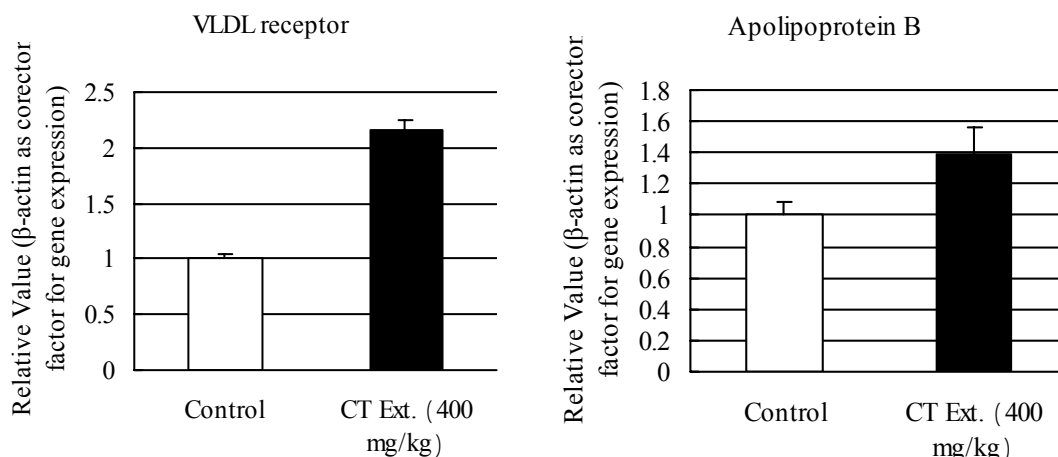 VLDL receptor
Relative Value (β-actin as corector
factor for gene expression)
2.5
2
1.5
1
0.5
0
Control
CT Ext. (400
mg/kg)
Apolipoprotein B
Relative Value (β-actin as corector
factor for gene expression)
1.8
1.6
1.4
1.2
1
0.8
0.6
0.4
0.2
0
Control
CT Ext. (400
mg/kg)